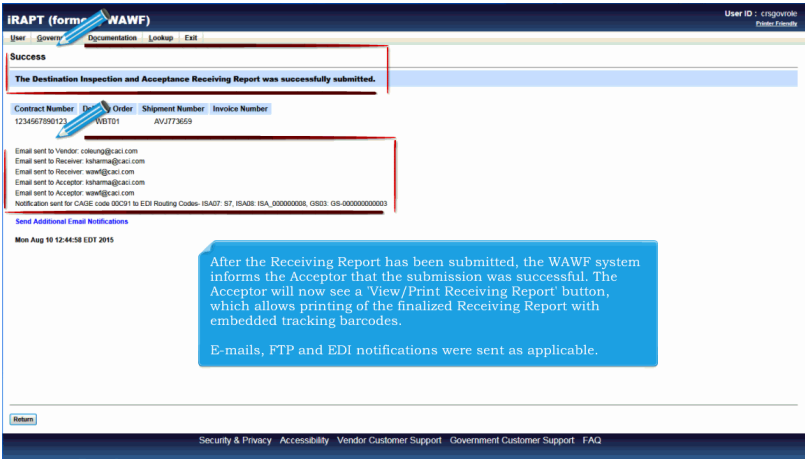 iRAPT (forme WAWF)
User ID : crsgovrole
Printer Friendly
User Govern Documentation Lookup Exit
Success
The Destination Inspection and Acceptance Receiving Report was successfully submitted.
Contract Number Order Shipment Number Invoice Number
1234567890123 WBT01 AVJ773659
Email sent to Vendor: coleung@caci.com
Email sent to Receiver: ksharma@caci.com
Email sent to Receiver: wawf@caci.com
Email sent to Acceptor: ksharma@caci.com
Email sent to Acceptor: wawf@caci.com
Notification sent for CAGE code 00C91 to EDI Routing Codes- ISA07: S7, ISA08: ISA_000000008, GS03: GS-000000000003
Send Additional Email Notifications
Mon Aug 10 12:44:58 EDT 2015
After the Receiving Report has been submitted, the WAWF system
informs the Acceptor that the submission was successful. The
Acceptor will now see a 'View/Print Receiving Report' button,
which allows printing of the finalized Receiving Report with
embedded tracking barcodes.
E-mails, FTP and EDI notifications were sent as applicable.
Return
Security & Privacy Accessibility Vendor Customer Support Government Customer Support FAQ